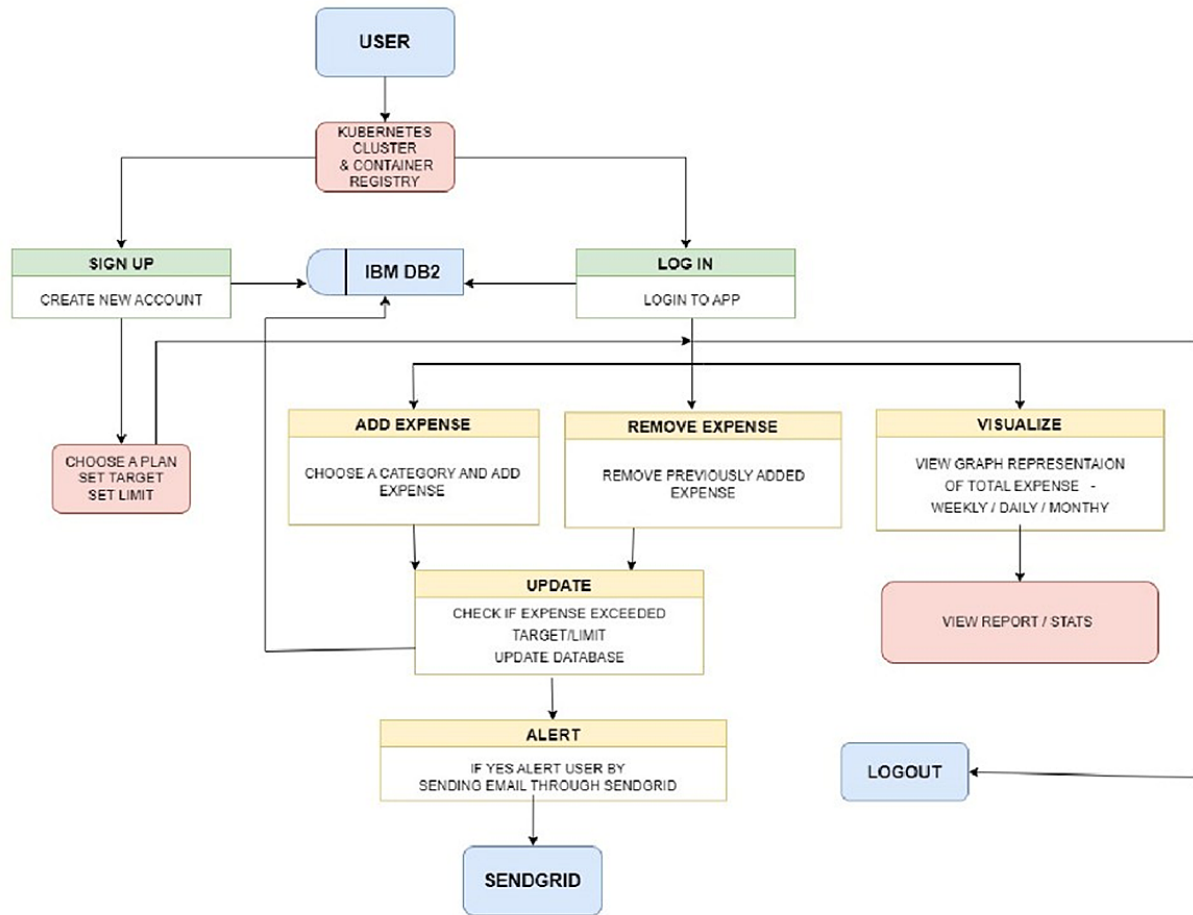 USER
KUBERNETES
CLUSTER
& CONTAINER
REGISTRY
SIGN UP
CREATE NEW ACCOUNT
IBM DB2
LOG IN
LOGIN TO APP
CHOOSE A PLAN
SET TARGET
SET LIMIT
ADD EXPENSE
CHOOSE A CATEGORY AND ADD
EXPENSE
REMOVE EXPENSE
REMOVE PREVIOUSLY ADDED
EXPENSE
VISUALIZE
VIEW GRAPH REPRESENTAION
OF TOTAL EXPENSE -
WEEKLY / DAILY / MONTHY
UPDATE
CHECK IF EXPENSE EXCEEDED
TARGET/LIMIT
UPDATE DATABASE
VIEW REPORT / STATS
ALERT
IF YES ALERT USER BY
SENDING EMAIL THROUGH SENDGRID
LOGOUT
SENDGRID